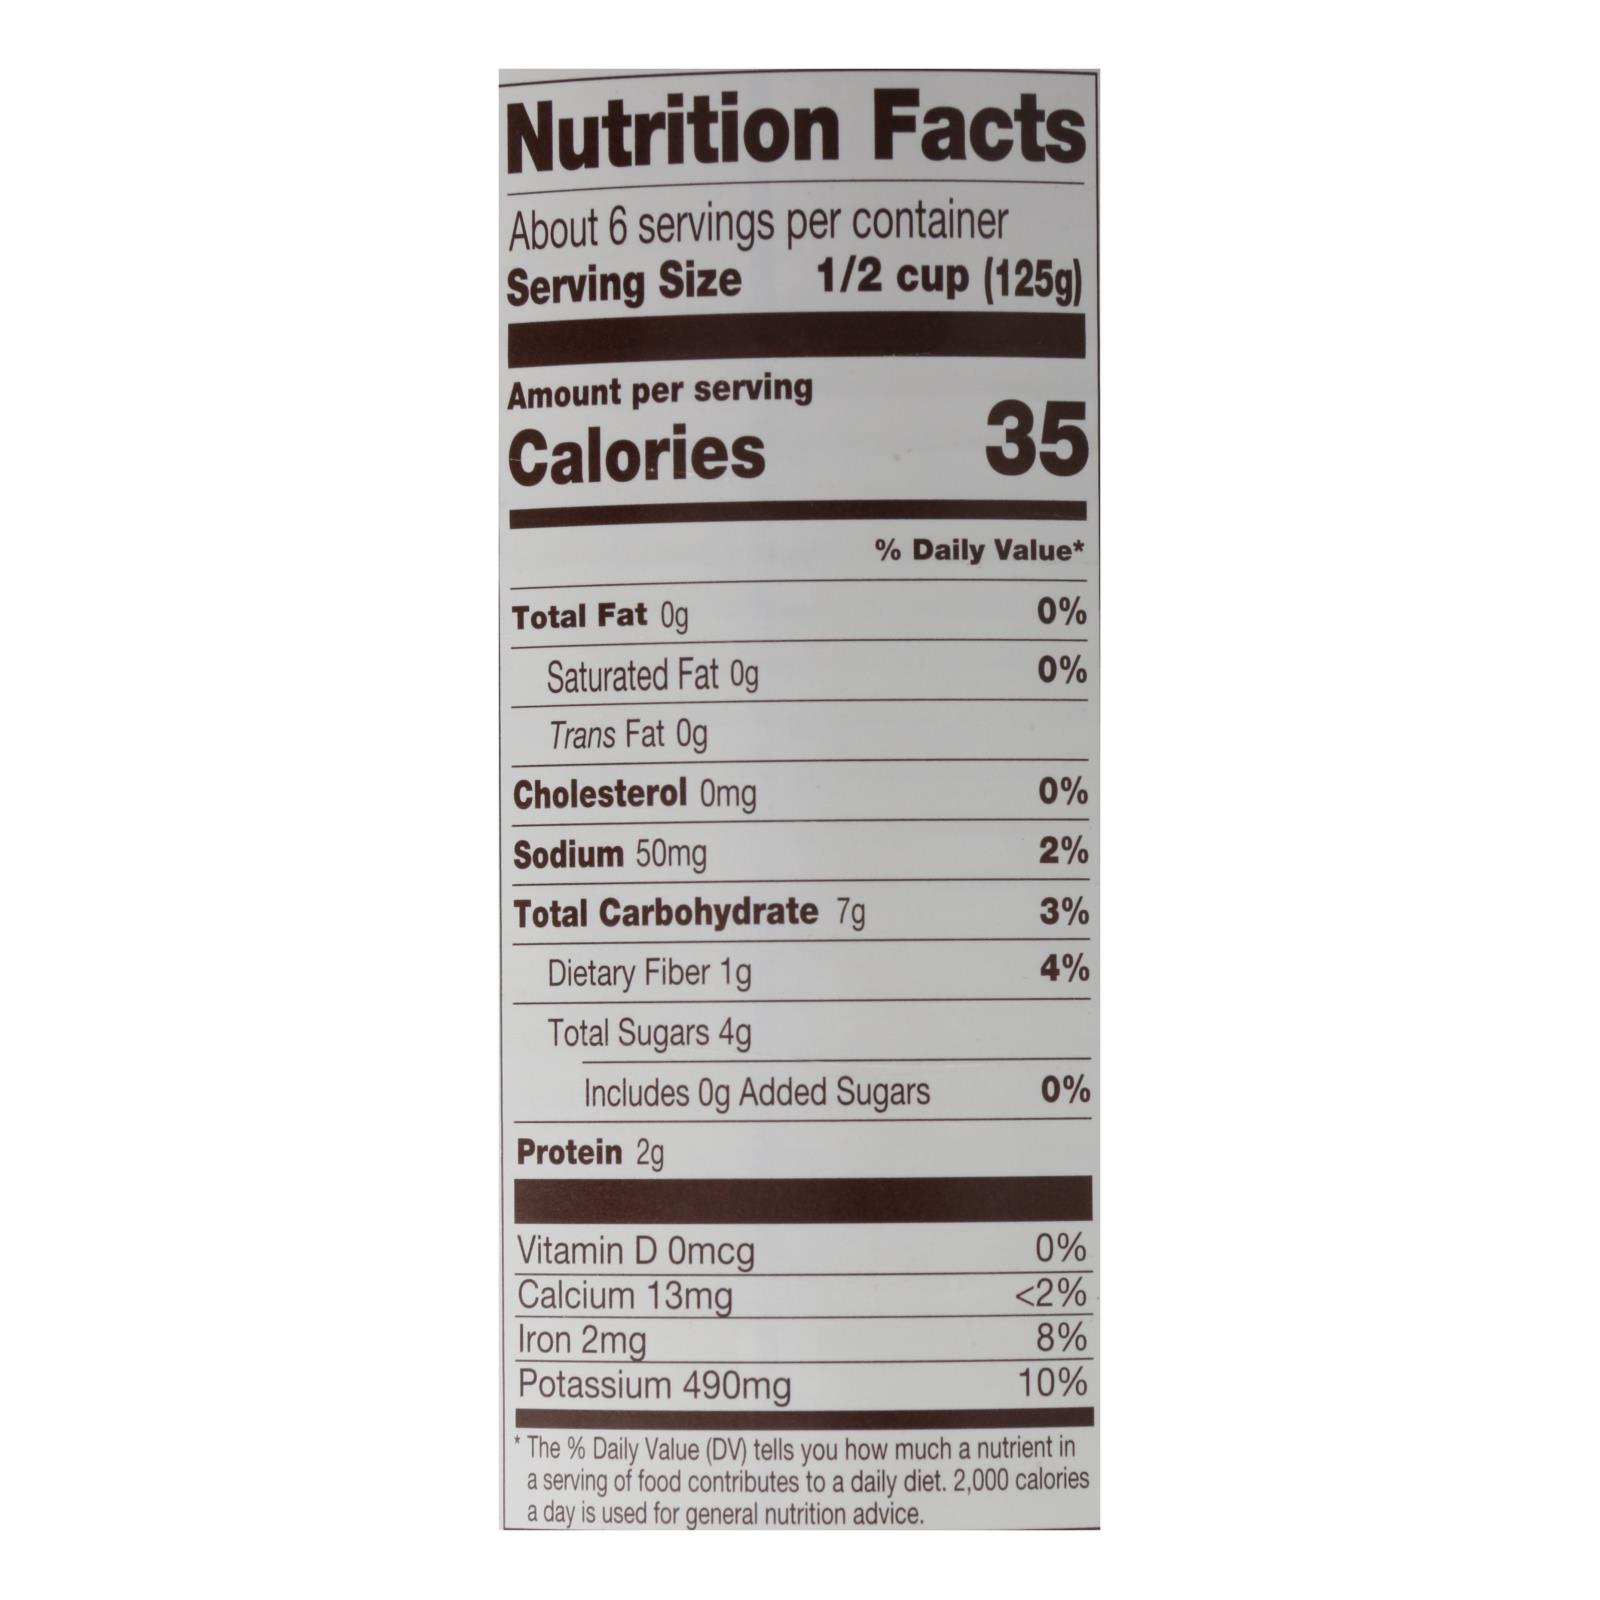 Nutrition Facts
About 6 servings per container
Serving Size 1/2 cup (125g)
Amount per serving
Calories 35
% Daily Value*
Total Fat 0g 0%
Saturated Fat 0g 0%
Trans Fat 0g
Cholesterol 0mg 0%
Sodium 50mg 2%
Total Carbohydrate 7g 3%
Dietary Fiber 1g 4%
Total Sugars 4g
Includes 0g Added Sugars 0%
Protein 2g
Vitamin D 0mcg 0%
Calcium 13mg <2%
Iron 2mg 8%
Potassium 490mg 10%
* The % Daily Value (DV) tells you how much a nutrient in
a serving of food contributes to a daily diet. 2,000 calories
a day is used for general nutrition advice.